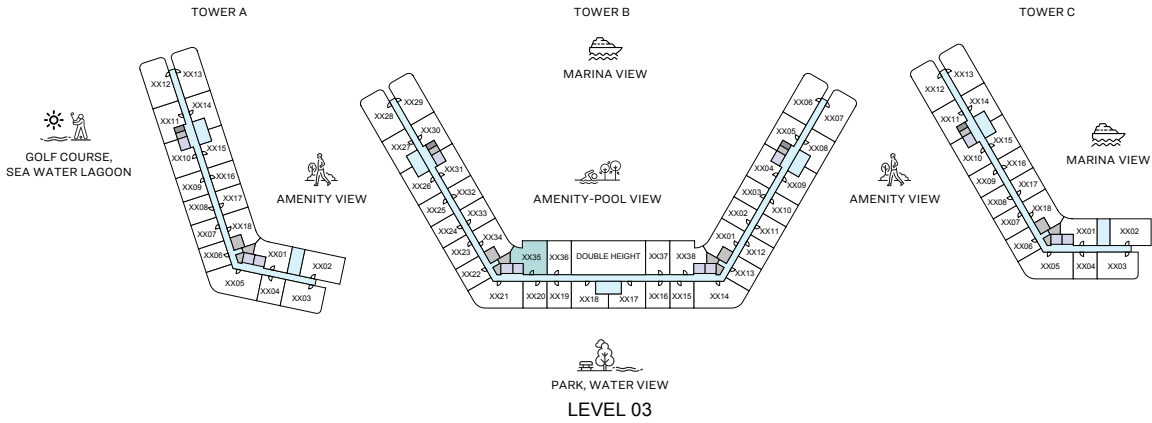 TOWER A
TOWER B
TOWER C
MARINA VIEW
GOLF COURSE,
SEA WATER LAGOON
AMENITY VIEW
AMENITY-POOL VIEW
AMENITY VIEW
MARINA VIEW
XX12
XX13
XX11
XX14
XX10
XX15
XX09
XX16
XX08
XX17
XX07
XX18
XX06
XX01
XX02
XX05
XX04
XX03
XX28
XX29
XX27
XX30
XX26
XX31
XX25
XX32
XX24
XX33
XX23
XX34
XX22
XX35
XX36
DOUBLE HEIGHT
XX37
XX38
XX21
XX20
XX19
XX18
XX17
XX16
XX15
XX14
XX06
XX07
XX05
XX08
XX04
XX09
XX03
XX10
XX02
XX11
XX01
XX12
XX13
XX12
XX13
XX11
XX14
XX10
XX15
XX09
XX16
XX08
XX17
XX07
XX18
XX06
XX01
XX02
XX05
XX04
XX03
PARK, WATER VIEW
LEVEL 03